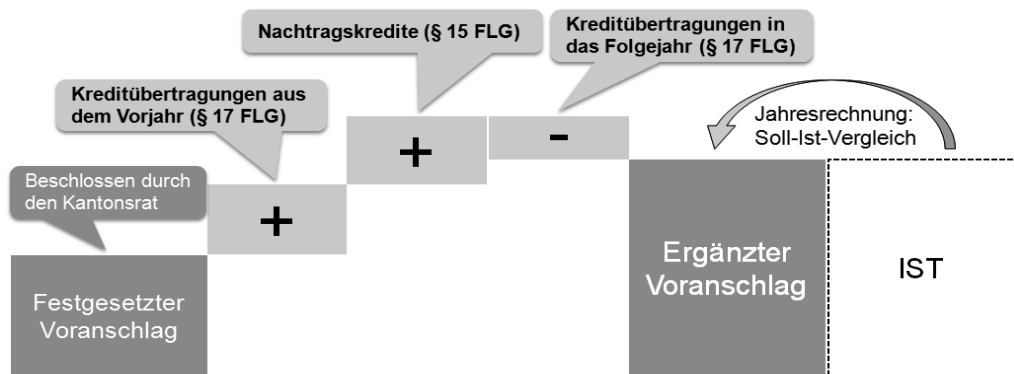 Nachtragskredite (§ 15 FLG)
Kreditübertragungen in
das Folgejahr (§ 17 FLG)
Kreditübertragungen aus
dem Vorjahr (§ 17 FLG)
Jahresrechnung:
Soll-Ist-Vergleich
Beschlossen durch
den Kantonsrat
+
+
-
Festgesetzter
Voranschlag
Ergänzter
Voranschlag
IST